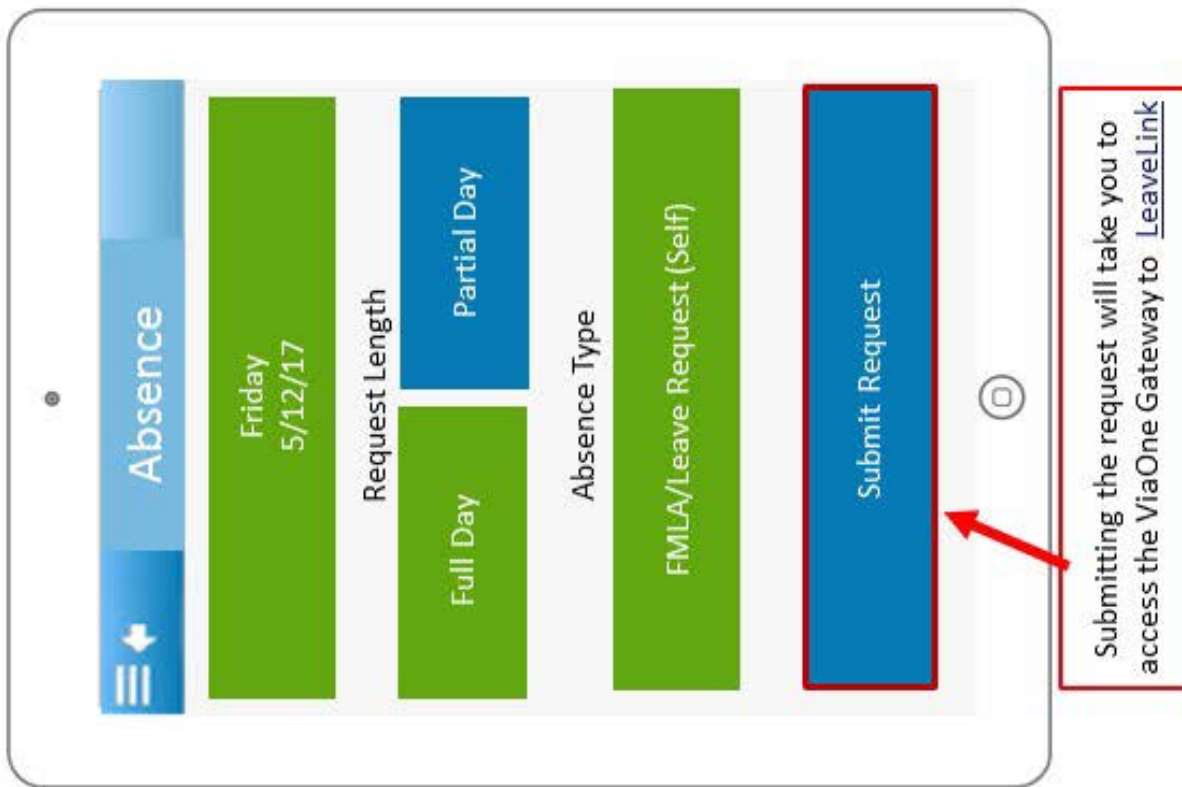 Absence
Friday
5/12/17
Request Length
Full Day
Partial Day
Absence Type
FMLA/Leave Request (Self)
Submit Request
Submitting the request will take you to
access the ViaOne Gateway to LeaveLink